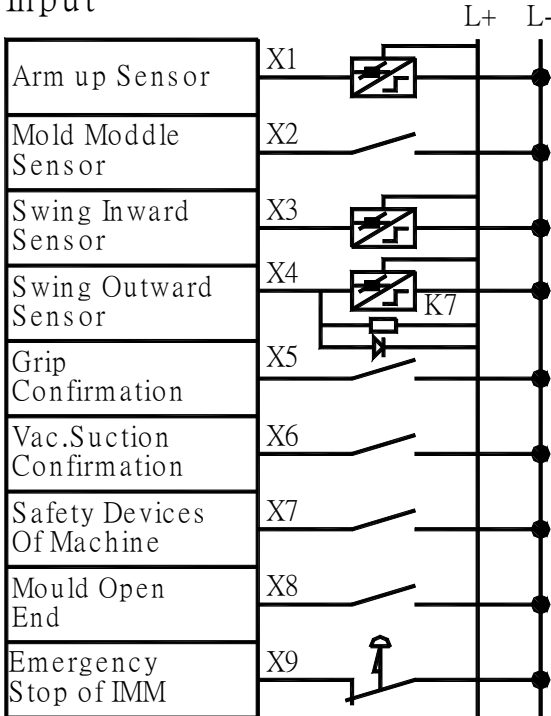 Input
L+ L-
Arm up Sensor X1
Mold Moddle X2
Sensor
Swing Inward X3
Sensor
Swing Outward X4
Sensor K7
Grip X5
Confirmation
Vac.Suction X6
Confirmation
Safety Devices X7
Of Machine
Mould Open X8
End
Emergency X9
Stop of IMM